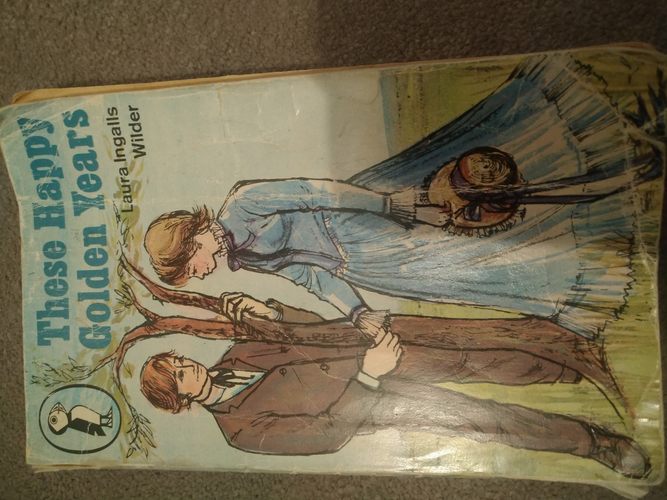 These Happy
Golden Years
Laura Ingalls
Wilder